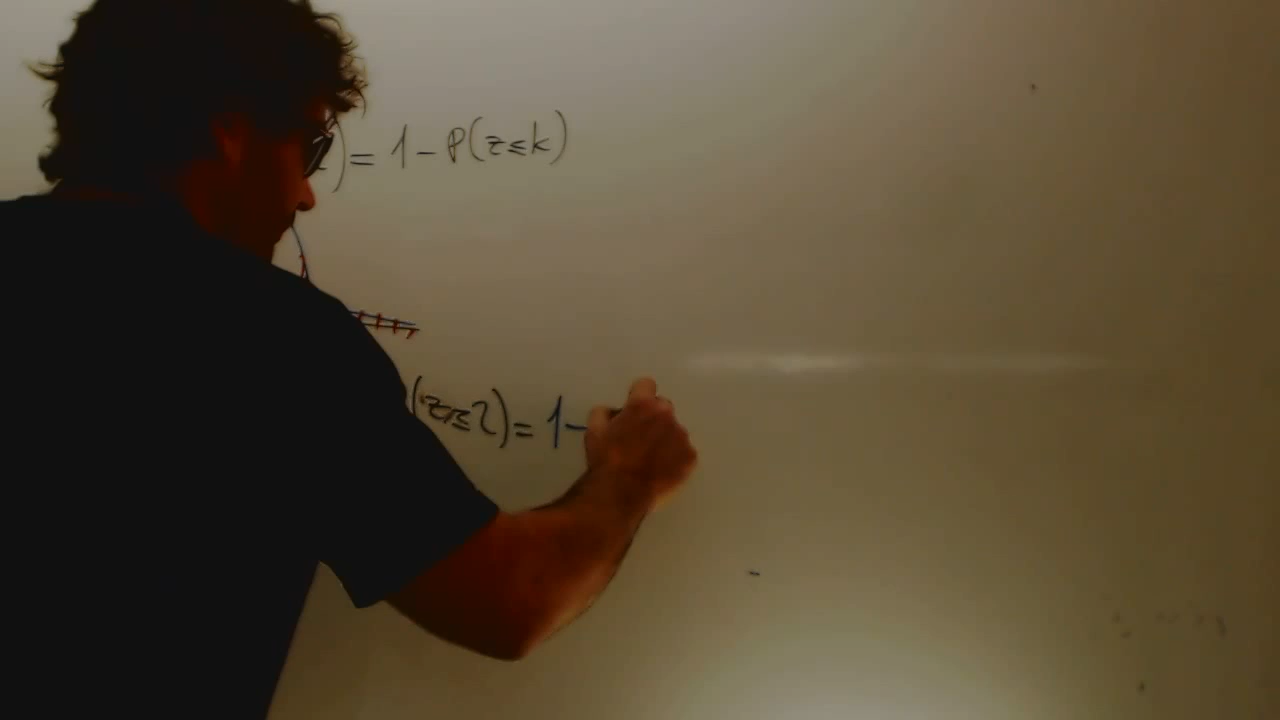 )= 1-P(z≤k)
(z≤2)= 1-